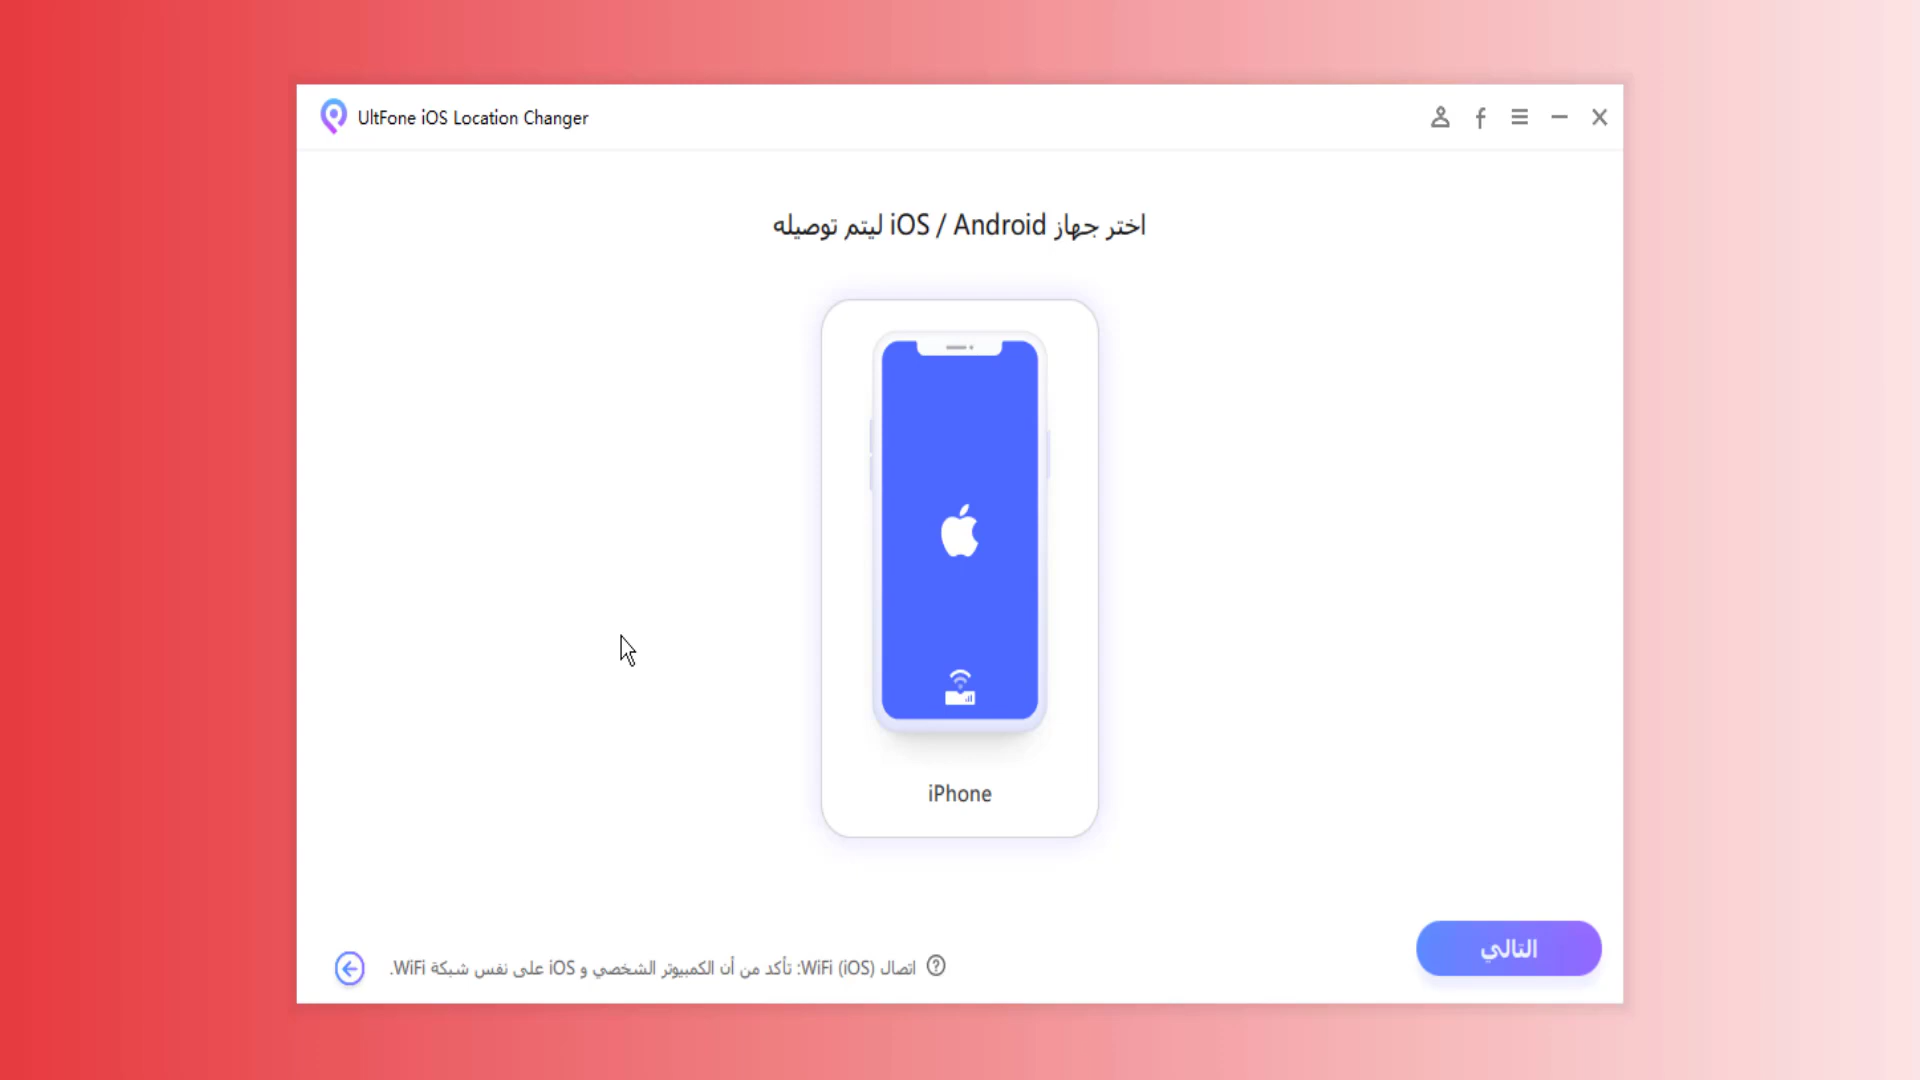 UltFone iOS Location Changer
اختر جهاز iOS / Android ليتم توصيله
iPhone
اتصال WiFi (iOS): تأكد من أن الكمبيوتر الشخصي و iOS على نفس شبكة WiFi.
التالي